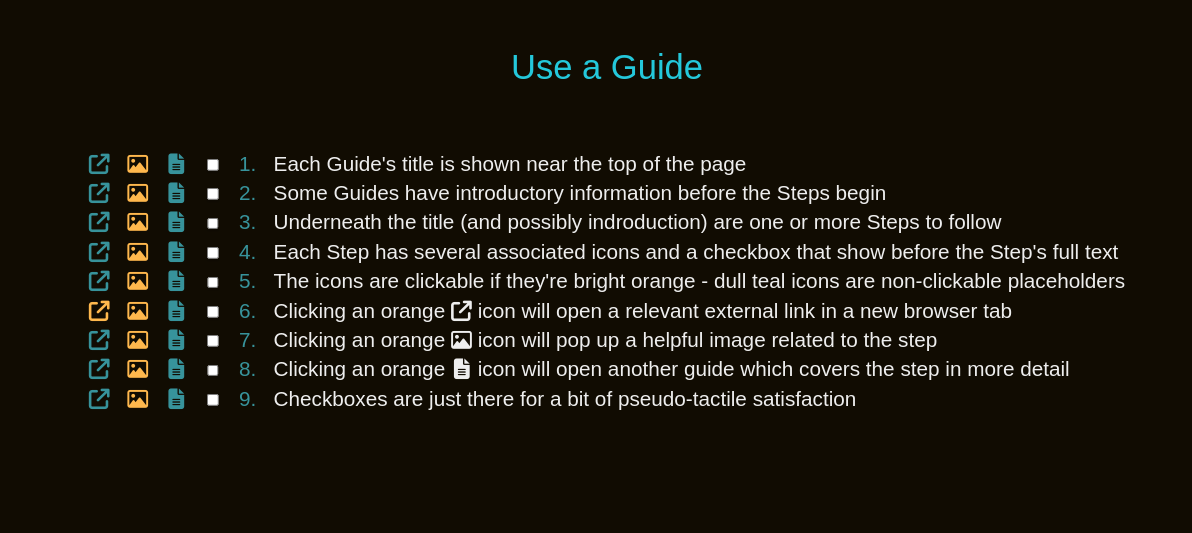 Use a Guide
1. Each Guide's title is shown near the top of the page
2. Some Guides have introductory information before the Steps begin
3. Underneath the title (and possibly indroduction) are one or more Steps to follow
4. Each Step has several associated icons and a checkbox that show before the Step's full text
5. The icons are clickable if they're bright orange - dull teal icons are non-clickable placeholders
6. Clicking an orange icon will open a relevant external link in a new browser tab
7. Clicking an orange icon will pop up a helpful image related to the step
8. Clicking an orange icon will open another guide which covers the step in more detail
9. Checkboxes are just there for a bit of pseudo-tactile satisfaction